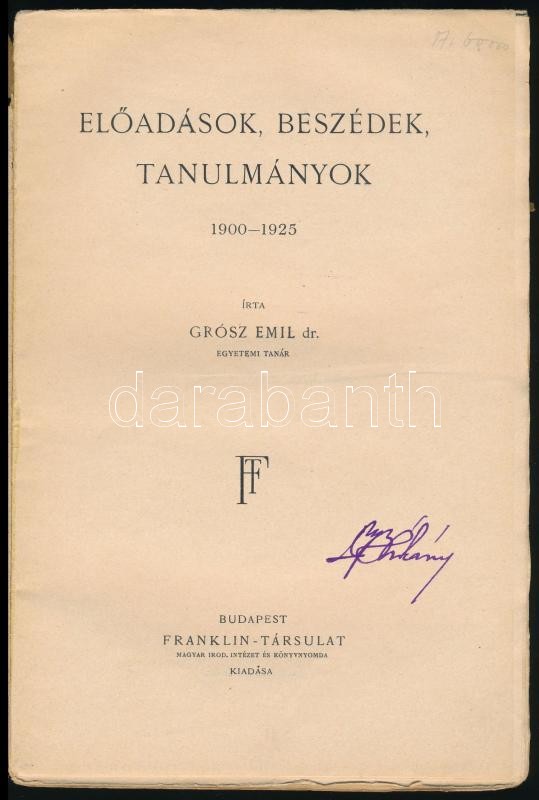 ELŐADÁSOK, BESZÉDEK,
TANULMÁNYOK
1900—1925
ÍRTA
GRÓSZ EMIL dr.
EGYETEMI TANÁR
darabanth
FT
BUDAPEST
FRANKLIN-TÁRSULAT
MAGYAR IROD. INTÉZET ÉS KÖNYVNYOMDA
KIADÁSA